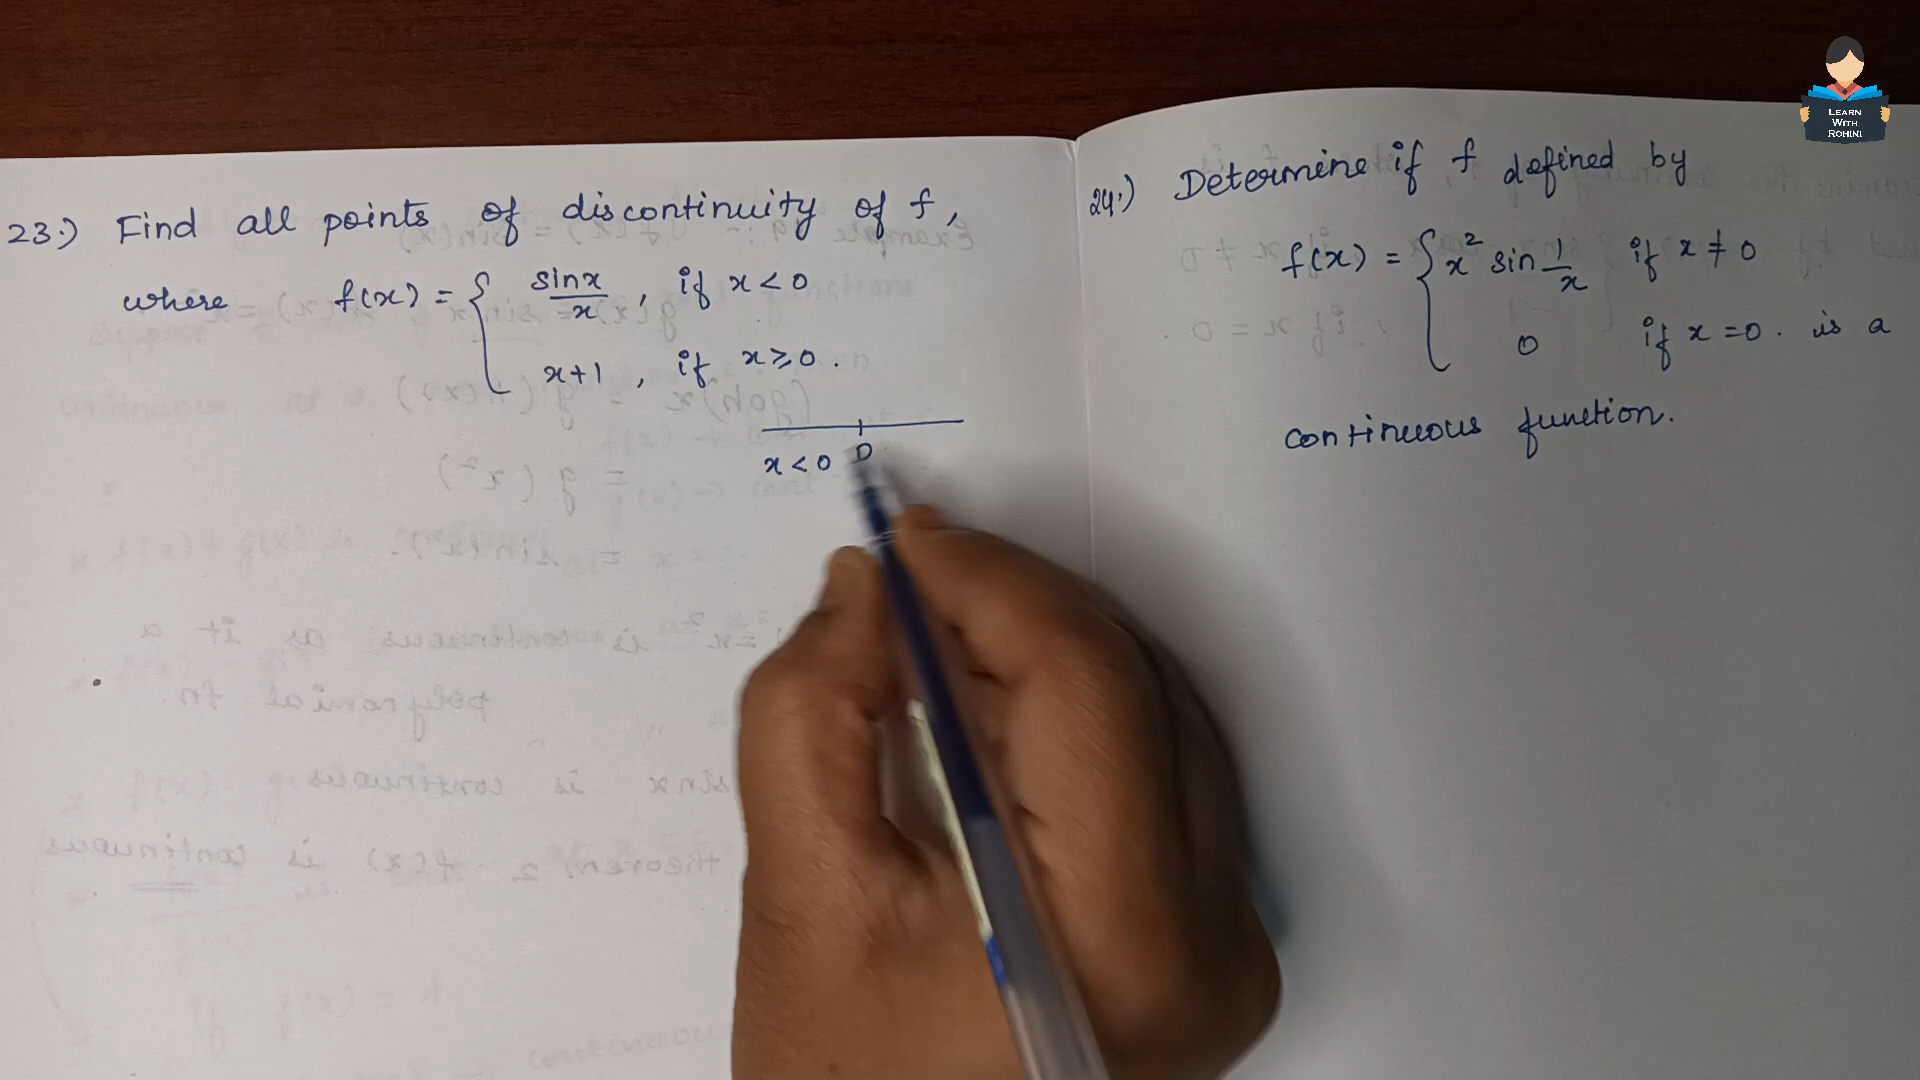 LEARN
WITH
ROHINI
23.) Find all points of discontinuity of f,
where f(x) = { sinx/x , if x < 0
x+1 , if x ≥ 0.
0
x < 0
24.) Determine if f defined by
f(x) = { x² sin 1/x if x ≠ 0
0 if x = 0. is a
continuous function.